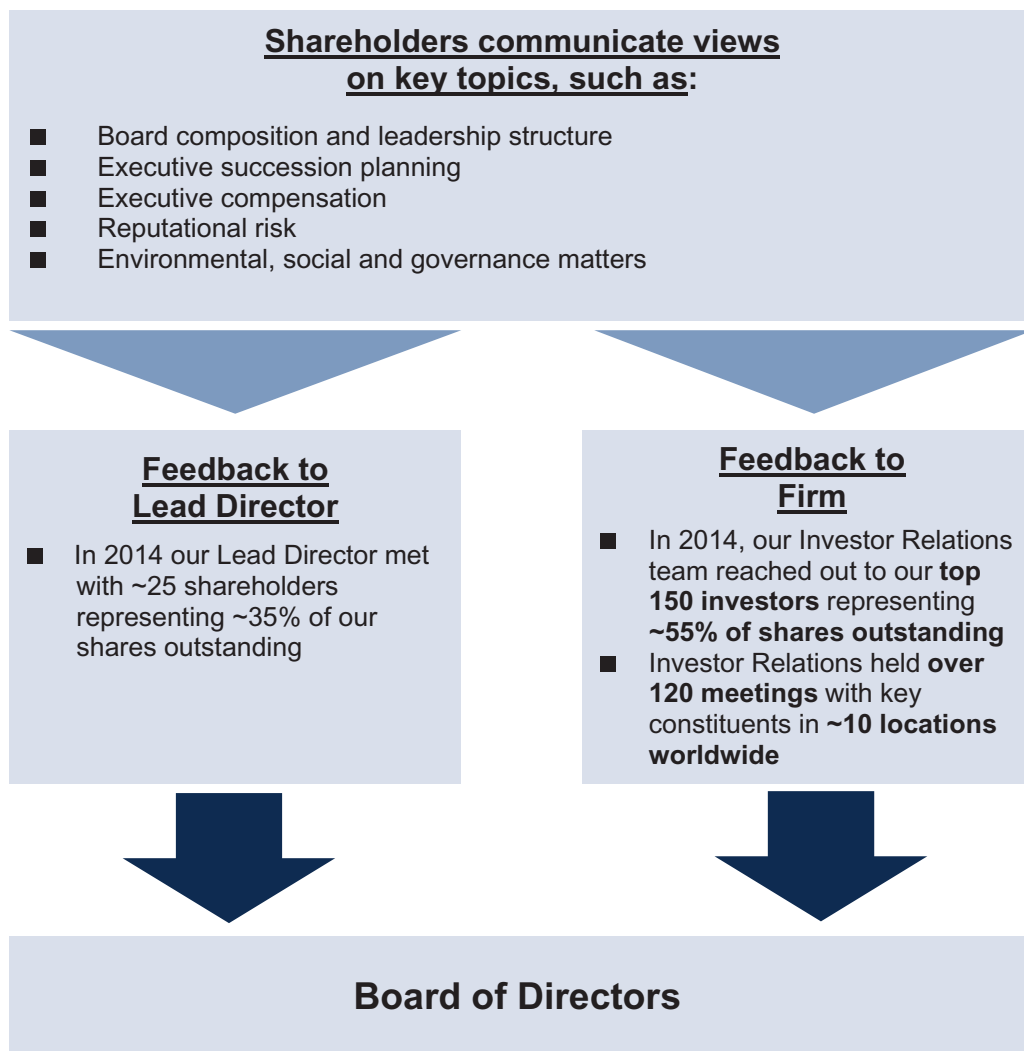 Shareholders communicate views
on key topics, such as:
■ Board composition and leadership structure
■ Executive succession planning
■ Executive compensation
■ Reputational risk
■ Environmental, social and governance matters
Feedback to
Lead Director
■ In 2014 our Lead Director met
with ~25 shareholders
representing ~35% of our
shares outstanding
Feedback to
Firm
■ In 2014, our Investor Relations
team reached out to our top
150 investors representing
~55% of shares outstanding
■ Investor Relations held over
120 meetings with key
constituents in ~10 locations
worldwide
Board of Directors